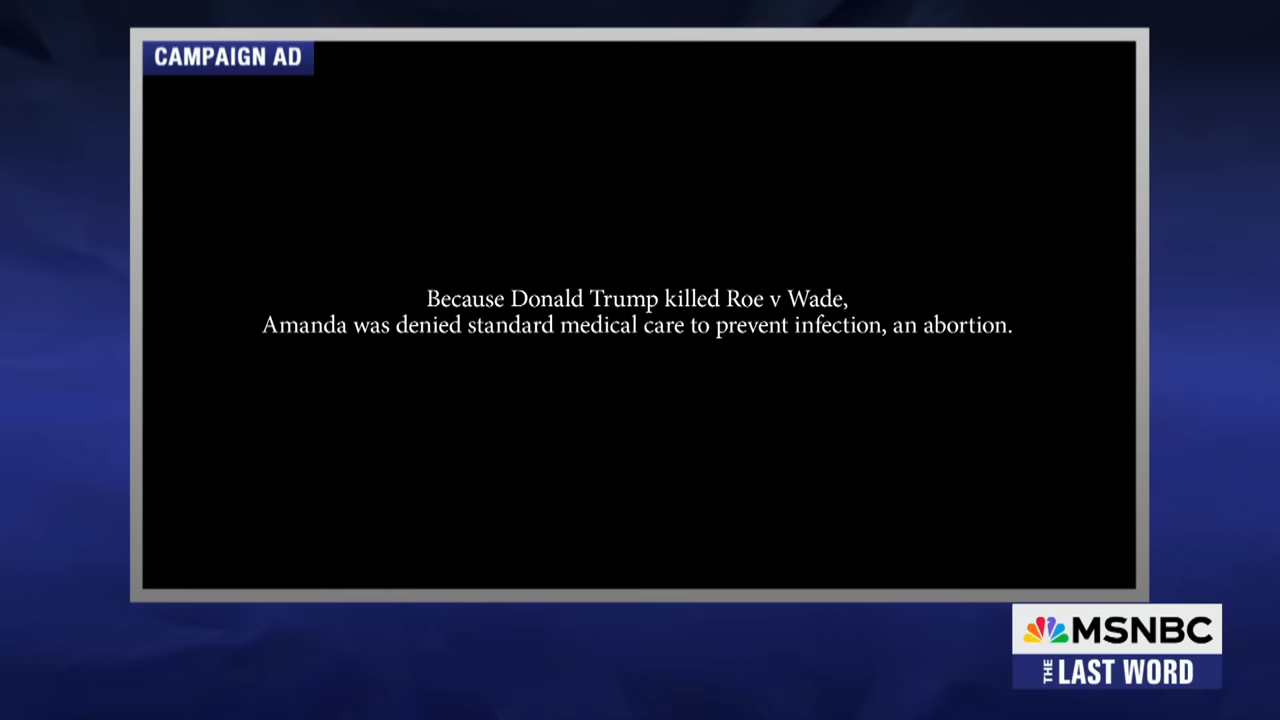 CAMPAIGN AD
Because Donald Trump killed Roe v Wade,
Amanda was denied standard medical care to prevent infection, an abortion.
MSNBC
THE LAST WORD